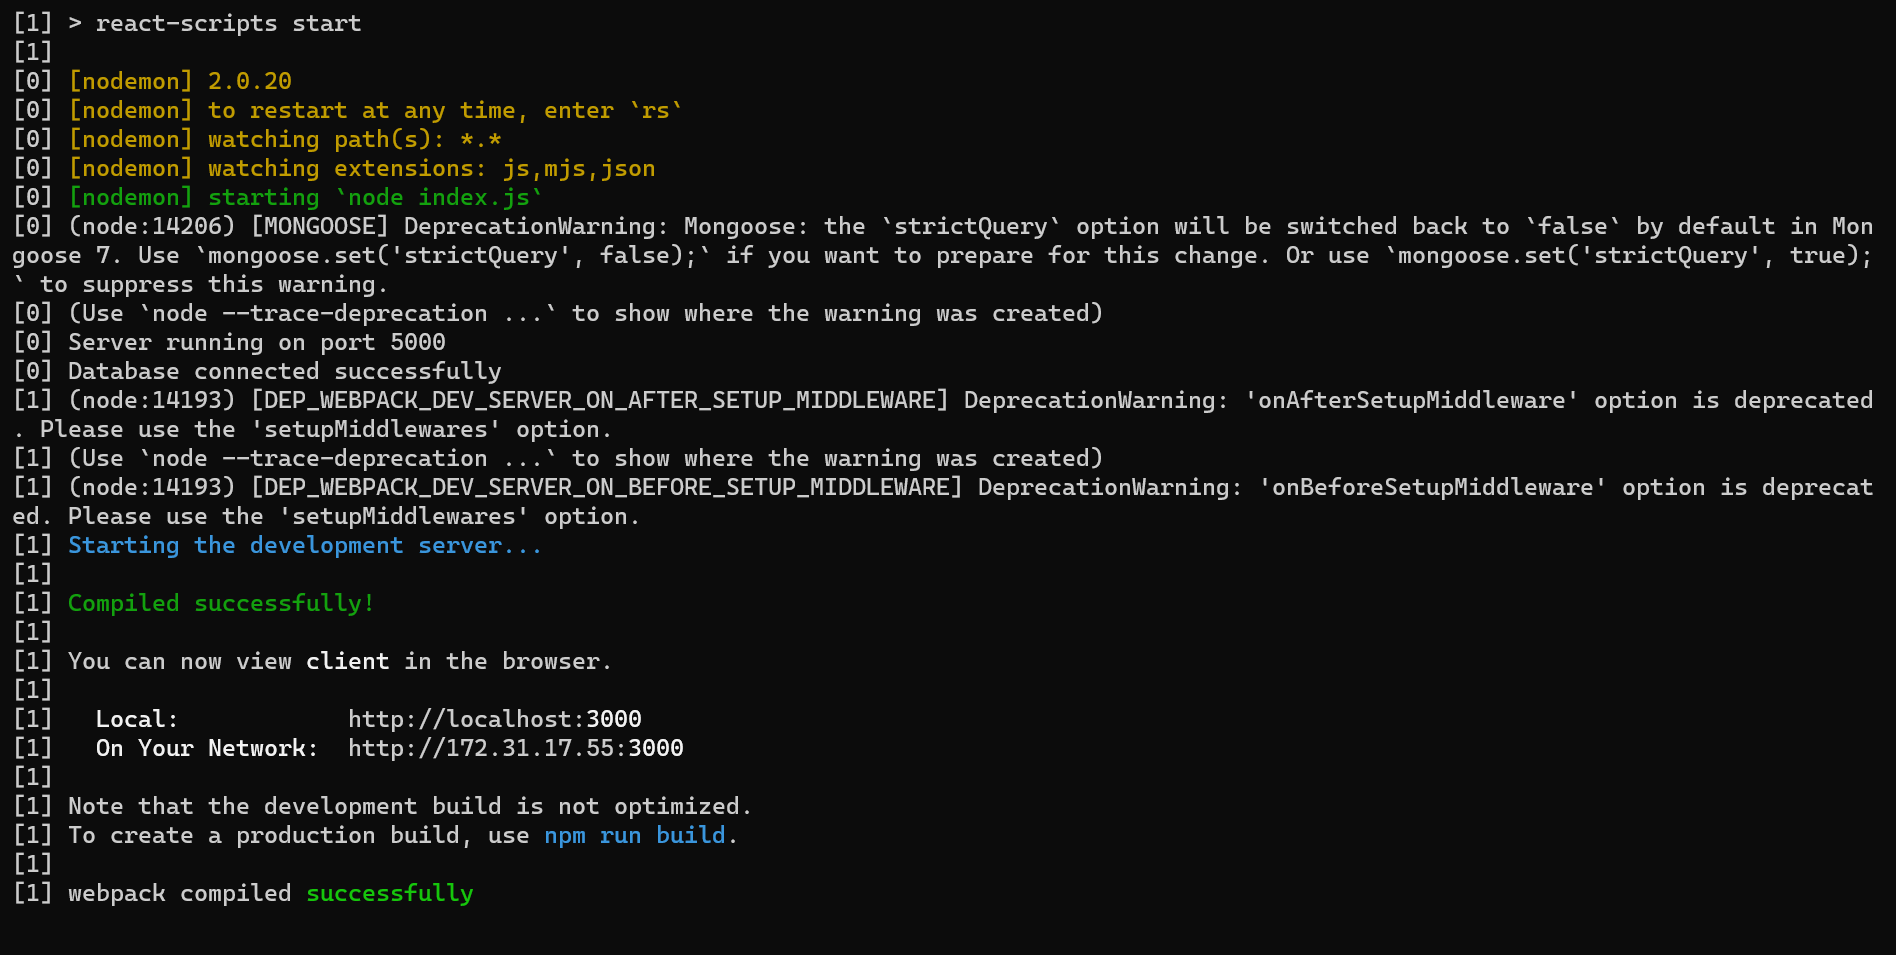 [1] > react-scripts start
[1]
[0] [nodemon] 2.0.20
[0] [nodemon] to restart at any time, enter `rs`
[0] [nodemon] watching path(s): *.*
[0] [nodemon] watching extensions: js,mjs,json
[0] [nodemon] starting `node index.js`
[0] (node:14206) [MONGOOSE] DeprecationWarning: Mongoose: the `strictQuery` option will be switched back to `false` by default in Mon
goose 7. Use `mongoose.set('strictQuery', false);` if you want to prepare for this change. Or use `mongoose.set('strictQuery', true);
` to suppress this warning.
[0] (Use `node --trace-deprecation ...` to show where the warning was created)
[0] Server running on port 5000
[0] Database connected successfully
[1] (node:14193) [DEP_WEBPACK_DEV_SERVER_ON_AFTER_SETUP_MIDDLEWARE] DeprecationWarning: 'onAfterSetupMiddleware' option is deprecated
. Please use the 'setupMiddlewares' option.
[1] (Use `node --trace-deprecation ...` to show where the warning was created)
[1] (node:14193) [DEP_WEBPACK_DEV_SERVER_ON_BEFORE_SETUP_MIDDLEWARE] DeprecationWarning: 'onBeforeSetupMiddleware' option is deprecat
ed. Please use the 'setupMiddlewares' option.
[1] Starting the development server...
[1]
[1] Compiled successfully!
[1]
[1] You can now view client in the browser.
[1]
[1]   Local:            http://localhost:3000
[1]   On Your Network:  http://172.31.17.55:3000
[1]
[1] Note that the development build is not optimized.
[1] To create a production build, use npm run build.
[1]
[1] webpack compiled successfully